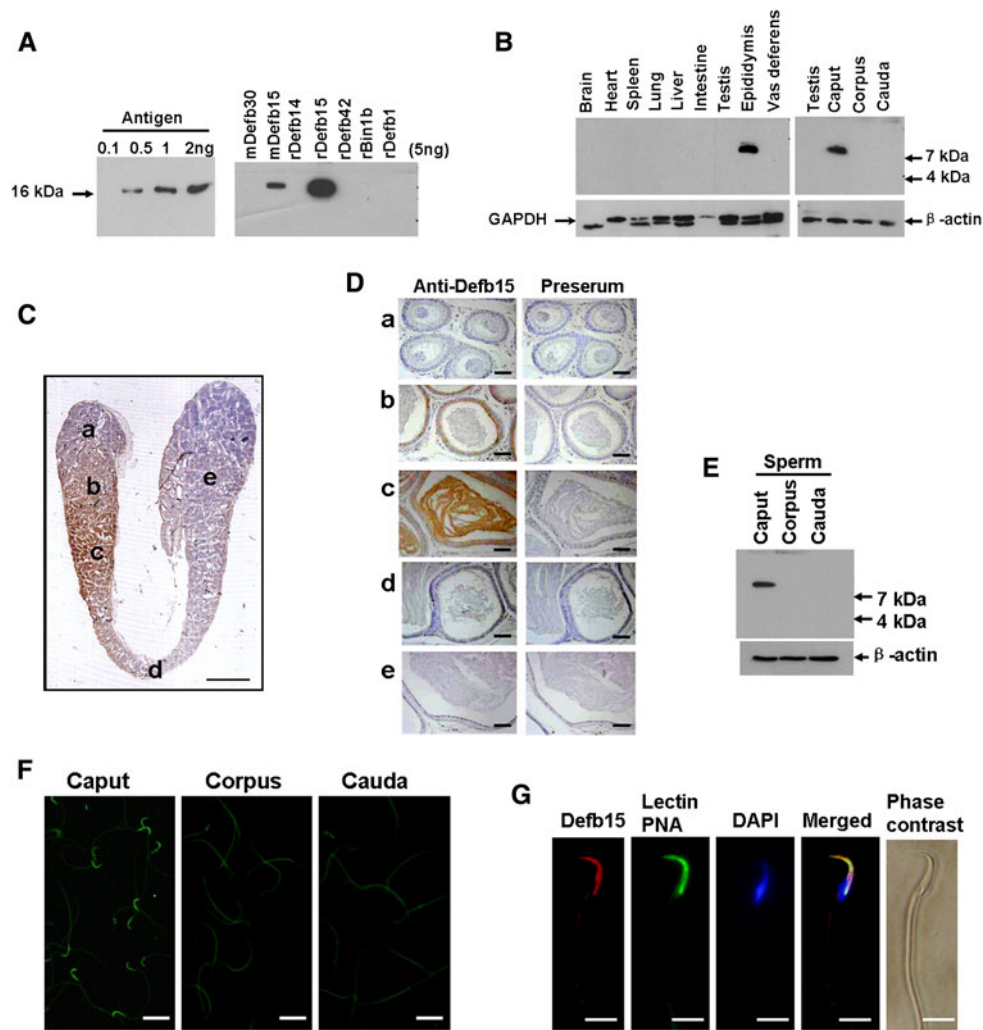 A
Antigen
0.1 0.5 1 2ng
16 kDa
mDefb30
mDefb15
rDefb14
rDefb15
rDefb42
rBin1b
rDefb1
(5ng)
B
Brain
Heart
Spleen
Lung
Liver
Intestine
Testis
Epididymis
Vas deferens
Testis
Caput
Corpus
Cauda
7 kDa
4 kDa
GAPDH
β-actin
C
a
b
c
d
e
D
Anti-Defb15 Preserum
a
b
c
d
e
E
Sperm
Caput
Corpus
Cauda
7 kDa
4 kDa
β-actin
F
Caput Corpus Cauda
G
Defb15
Lectin
PNA
DAPI
Merged
Phase
contrast